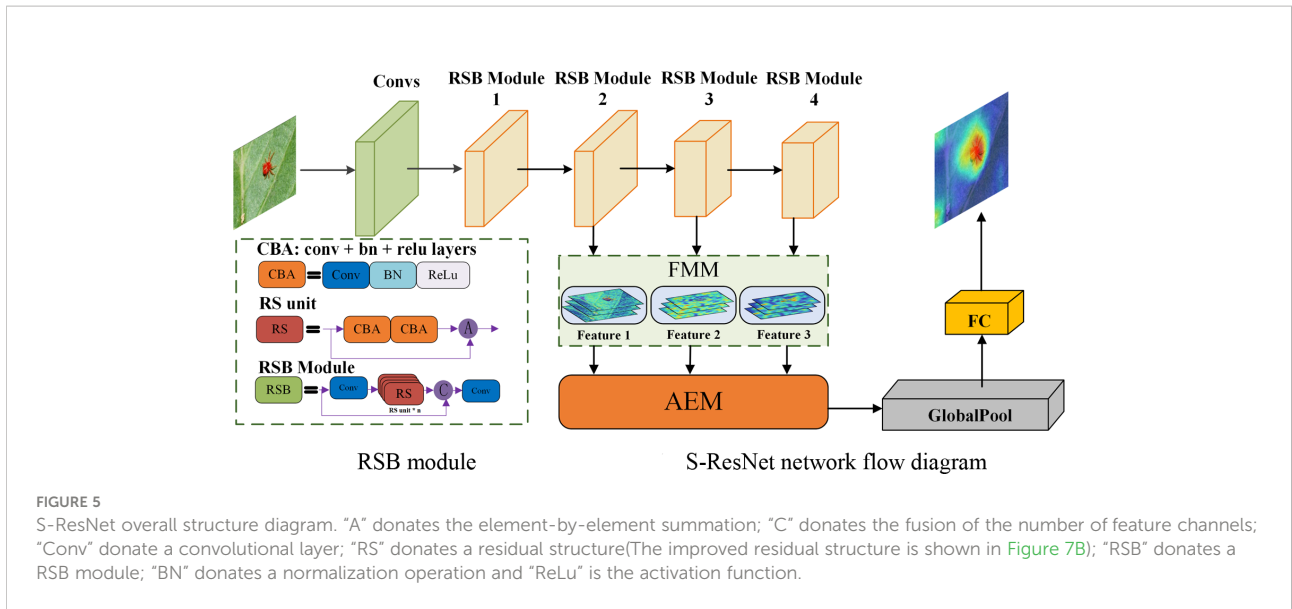 Convs
RSB Module 1
RSB Module 2
RSB Module 3
RSB Module 4
CBA: conv + bn + relu layers
CBA = Conv BN ReLu
RS unit
RS = CBA CBA A
RSB Module
RSB = Conv RS C Conv
RS unit * n
FMM
Feature 1 Feature 2 Feature 3
AEM
FC
GlobalPool
RSB module
S-ResNet network flow diagram
FIGURE 5
S-ResNet overall structure diagram. “A” donates the element-by-element summation; “C” donates the fusion of the number of feature channels;
“Conv” donate a convolutional layer; “RS” donates a residual structure(The improved residual structure is shown in Figure 7B); “RSB” donates a
RSB module; “BN” donates a normalization operation and “ReLu” is the activation function.